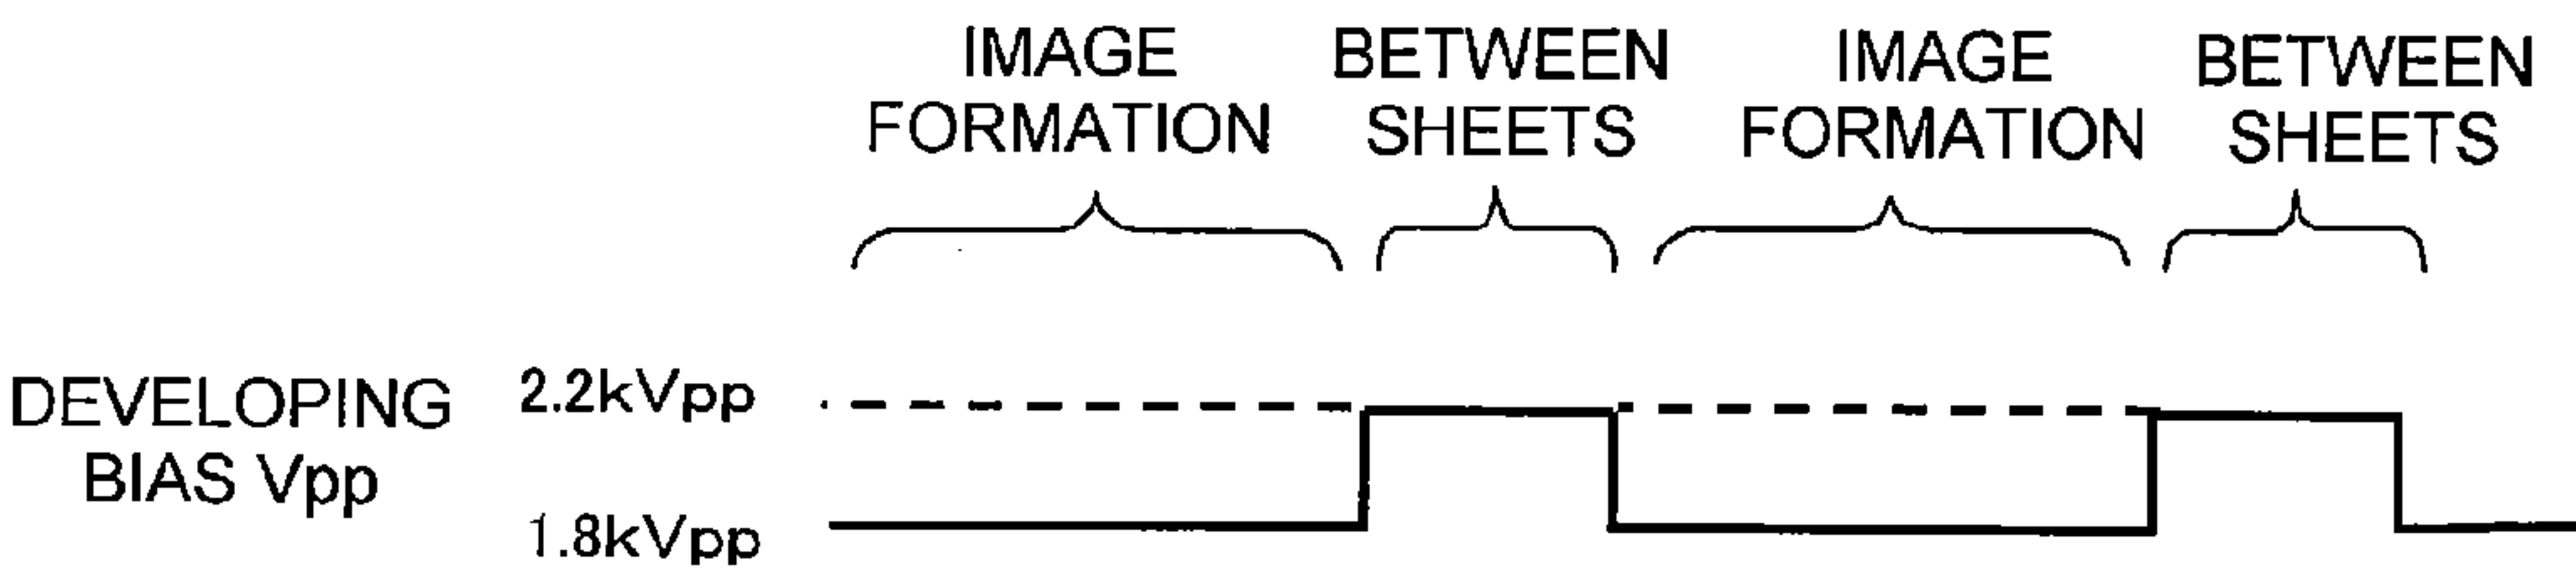 IMAGE
FORMATION
BETWEEN
SHEETS
IMAGE
FORMATION
BETWEEN
SHEETS
DEVELOPING
BIAS Vpp
2.2kVpp
1.8kVpp